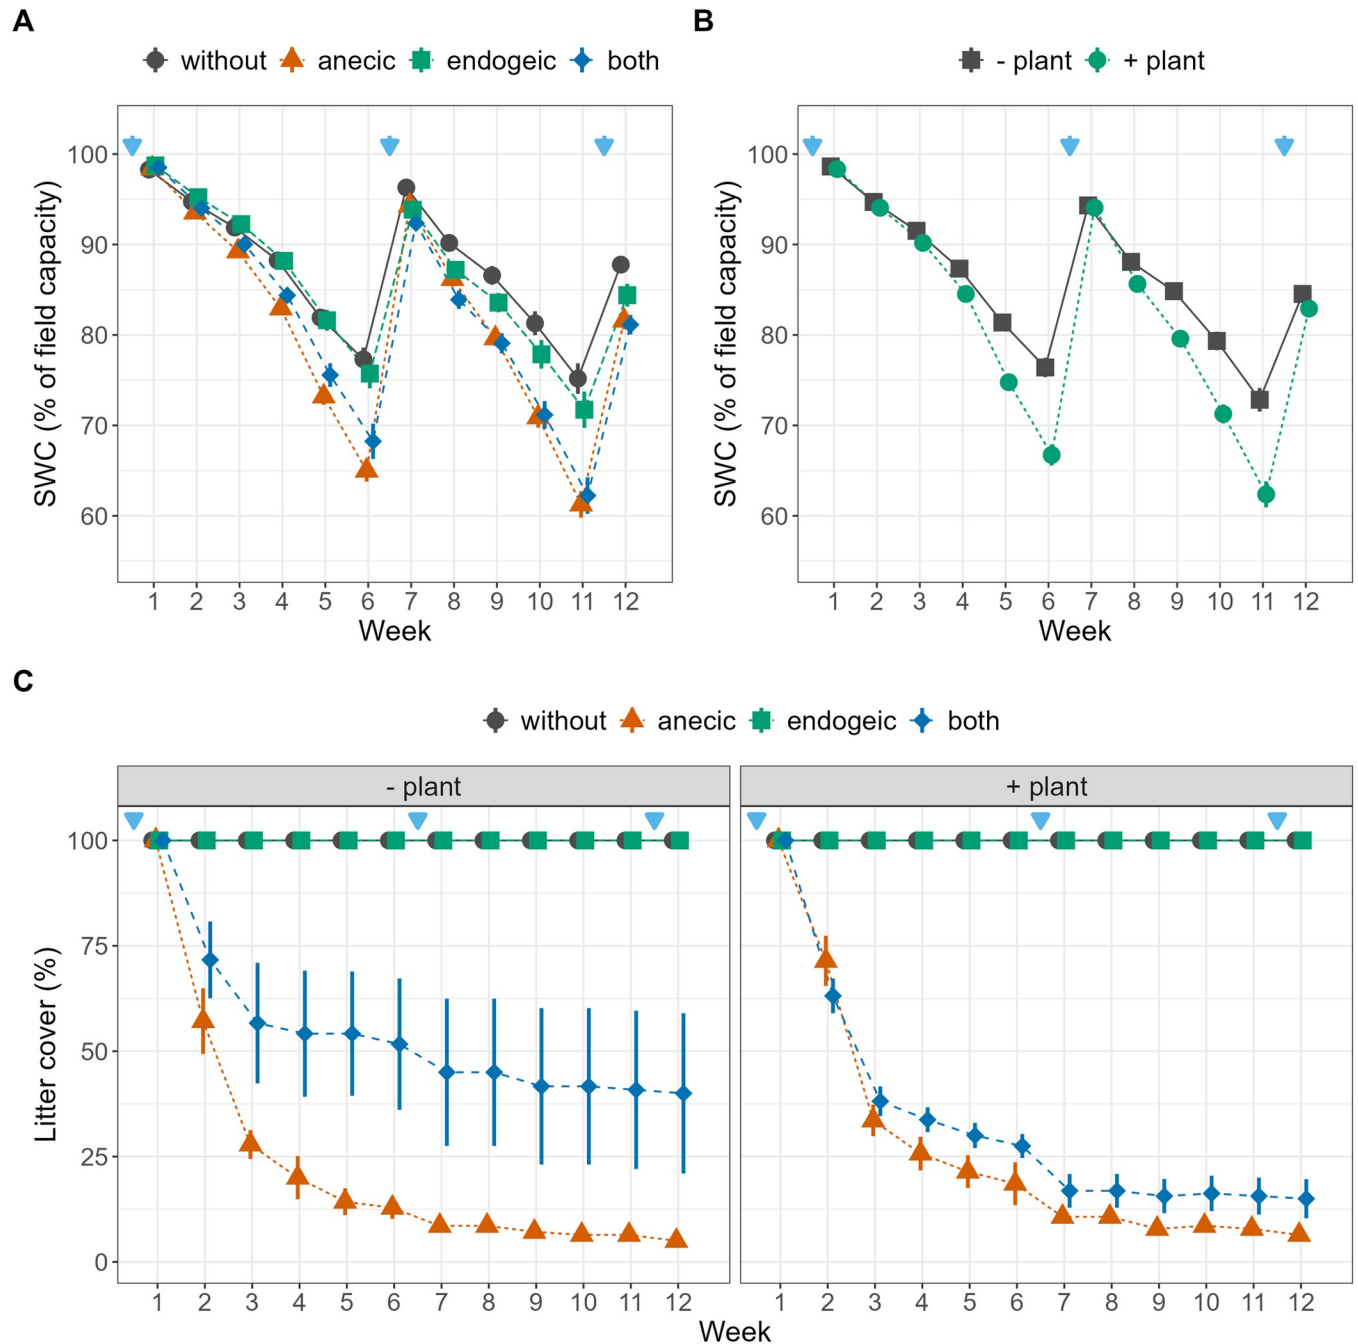 A
without anecic endogeic both
SWC (% of field capacity)
100
90
80
70
60
1 2 3 4 5 6 7 8 9 10 11 12
Week
B
- plant + plant
SWC (% of field capacity)
100
90
80
70
60
1 2 3 4 5 6 7 8 9 10 11 12
Week
C
without anecic endogeic both
- plant
+ plant
Litter cover (%)
100
75
50
25
0
1 2 3 4 5 6 7 8 9 10 11 12
1 2 3 4 5 6 7 8 9 10 11 12
Week